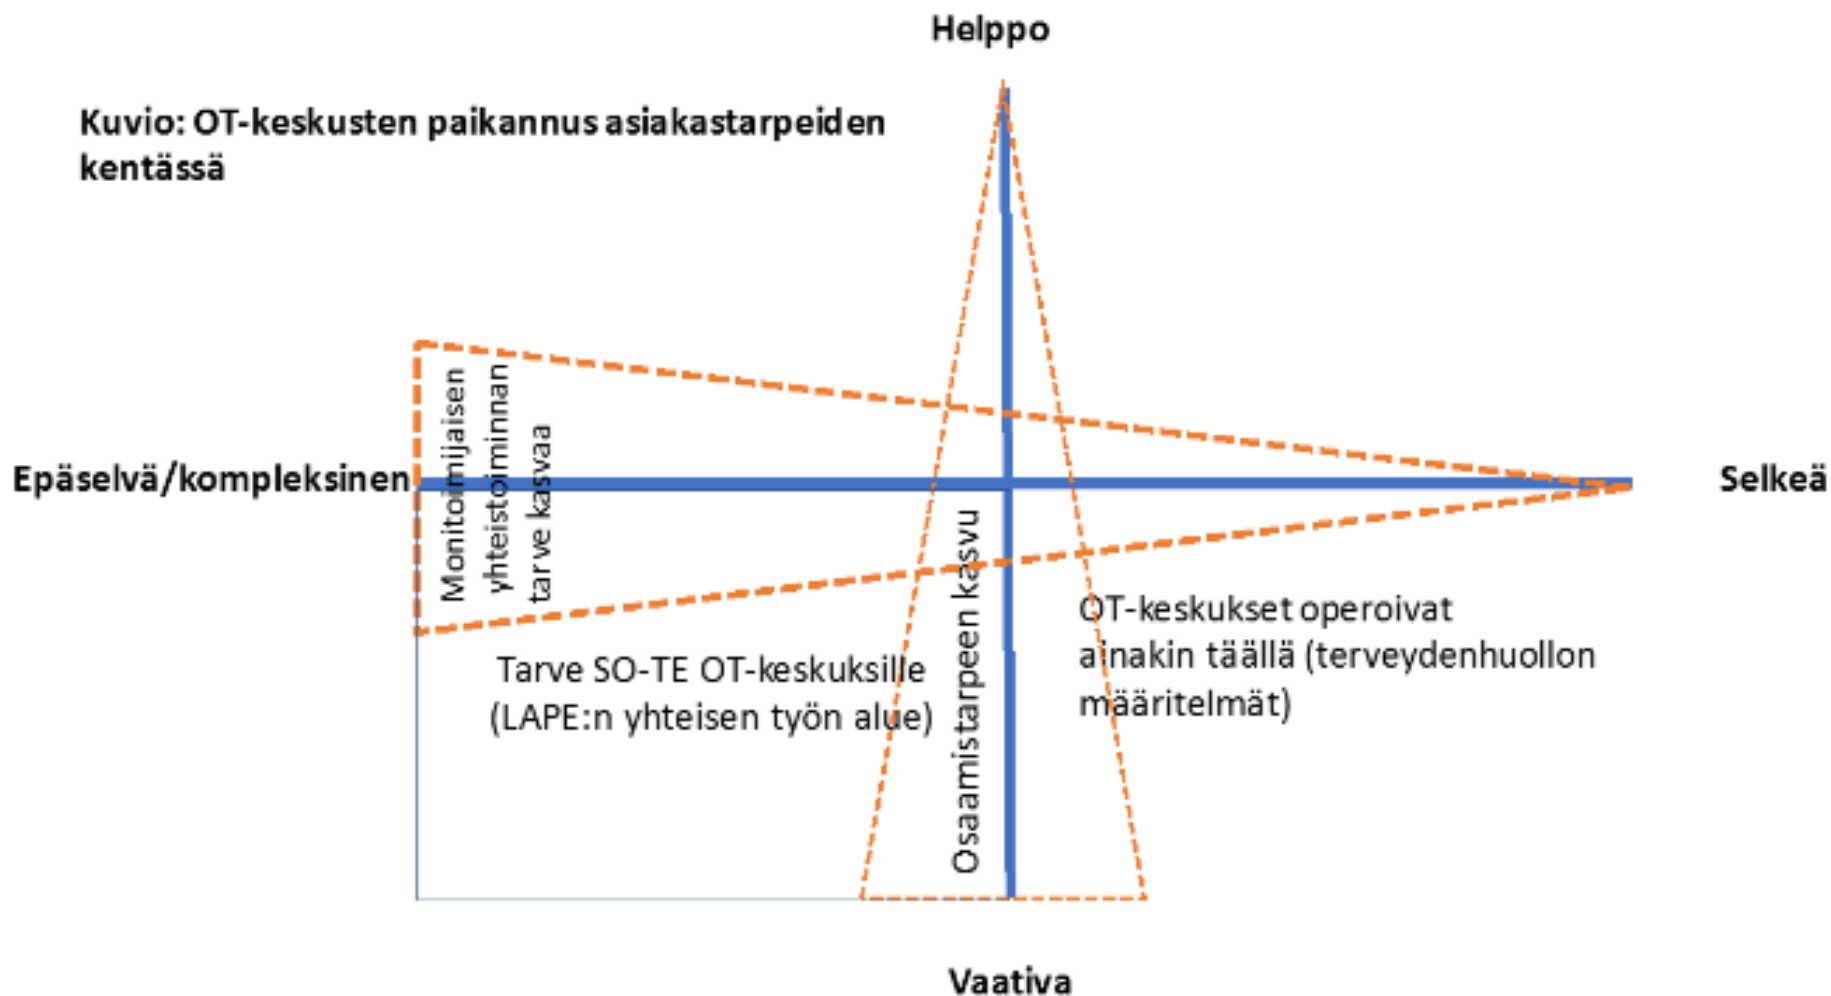 Helppo
Kuvio: OT-keskusten paikannus asiakastarpeiden
kentässä
Monitoimijaisen
yhteistoiminnan
tarve kasvaa
Epäselvä/kompleksinen
Selkeä
Osaamistarpeen kasvu
OT-keskukset operoivat
ainakin täällä (terveydenhuollon
määritelmät)
Tarve SO-TE OT-keskuksille
(LAPE:n yhteisen työn alue)
Vaativa